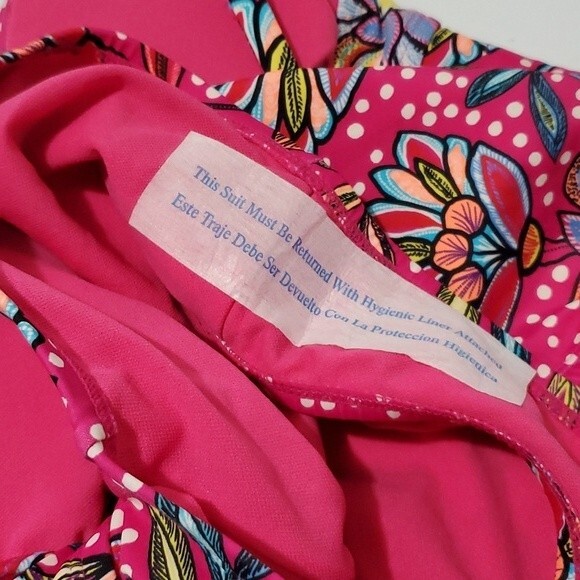 This Suit Must Be Returned With Hygienic Liner Attached
Este Traje Debe Ser Devuelto Con La Proteccion Higienica